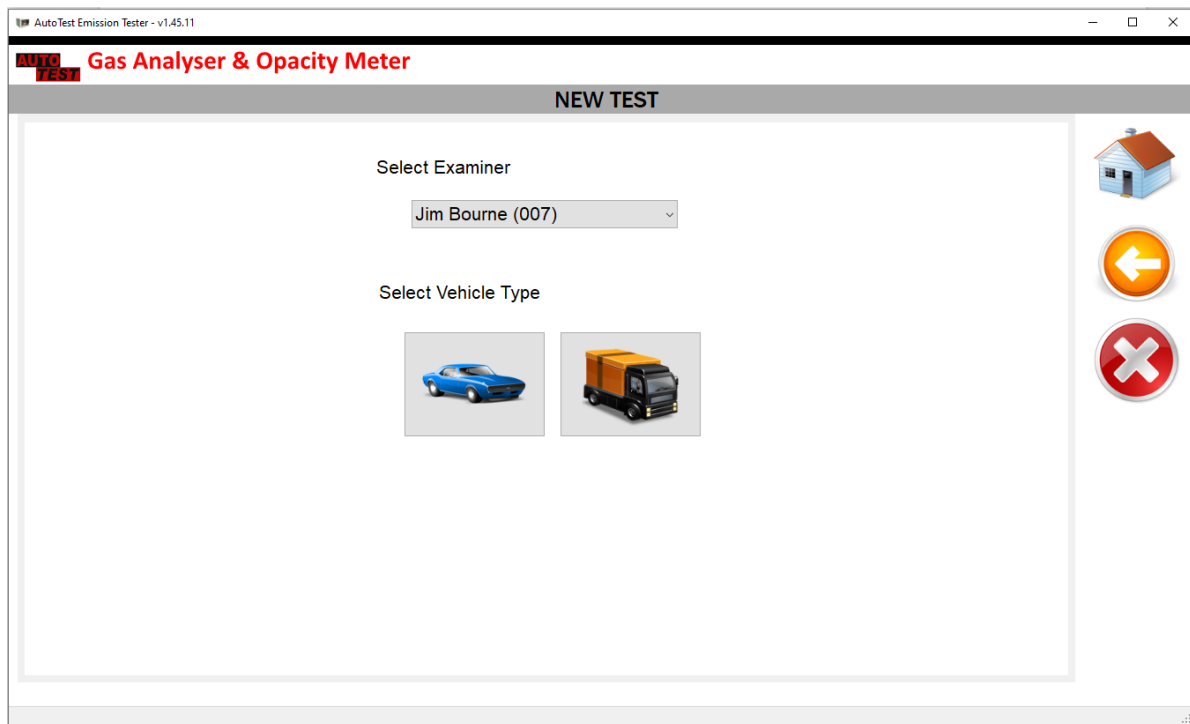 AutoTest Emission Tester - v1.45.11
AUTO
TEST
Gas Analyser & Opacity Meter
NEW TEST
Select Examiner
Jim Bourne (007)
Select Vehicle Type